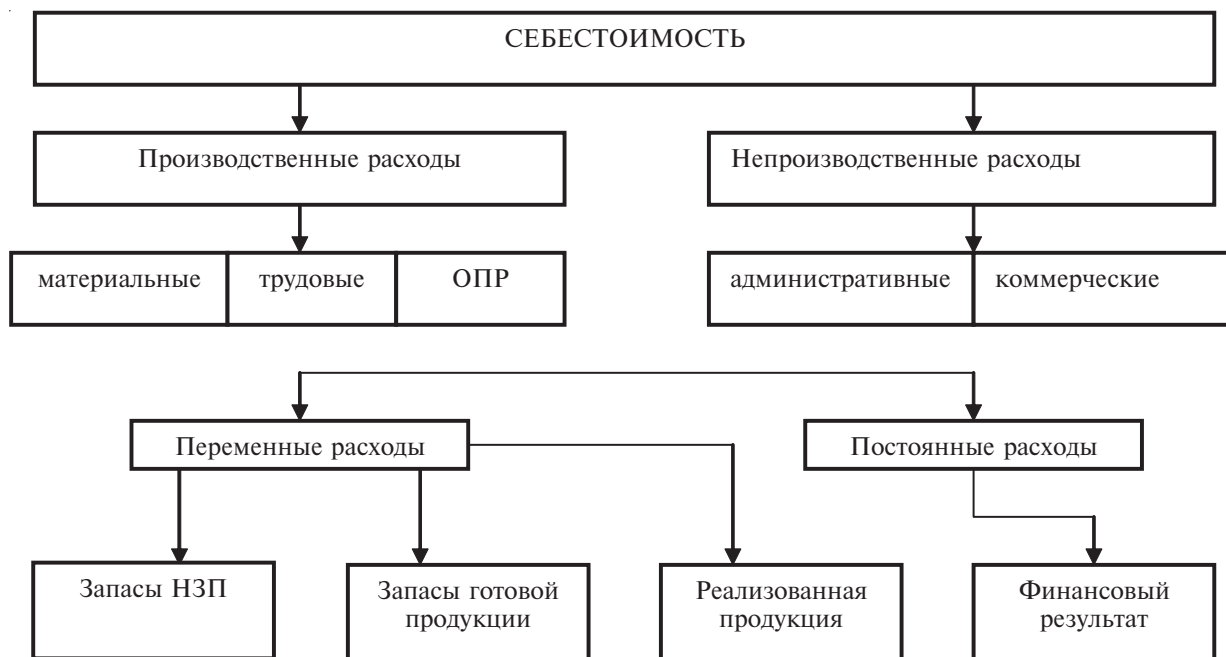 СЕБЕСТОИМОСТЬ
Производственные расходы
Непроизводственные расходы
материальные
трудовые
ОПР
административные
коммерческие
Переменные расходы
Постоянные расходы
Запасы НЗП
Запасы готовой
продукции
Реализованная
продукция
Финансовый
результат